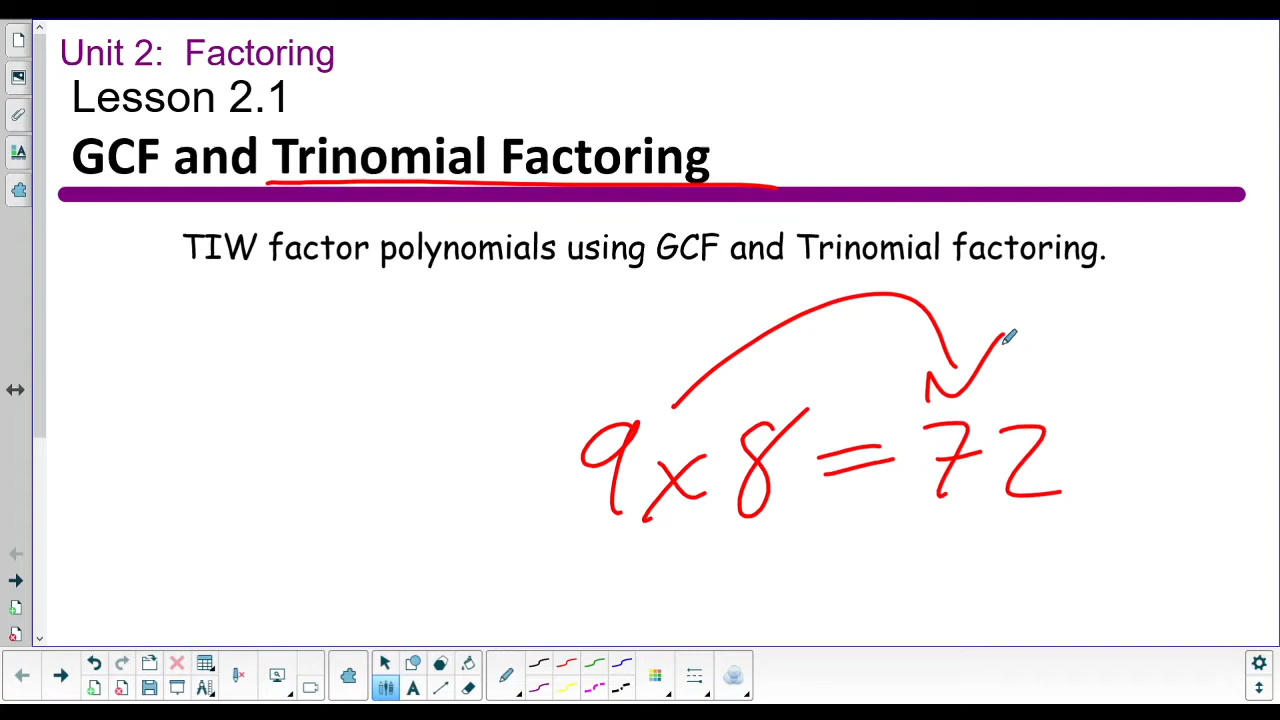 Unit 2:  Factoring
Lesson 2.1
GCF and Trinomial Factoring
TIW factor polynomials using GCF and Trinomial factoring.
9 x 8 = 72